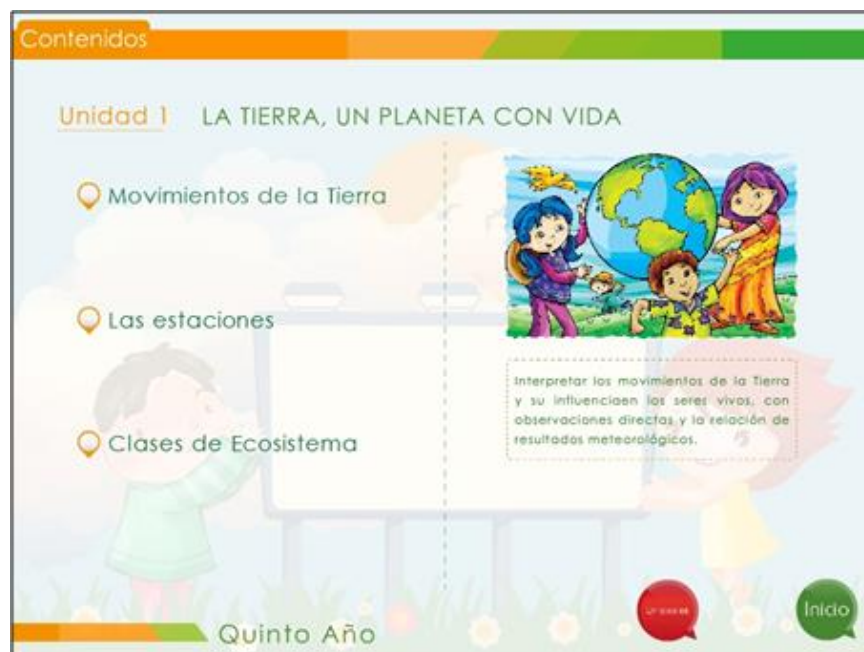 Contenidos
Unidad 1 LA TIERRA, UN PLANETA CON VIDA
Movimientos de la Tierra
Las estaciones
Clases de Ecosistema
Interpretar los movimientos de la Tierra
y su influenciaen los seres vivos, con
observaciones directas y la relación de
resultados meteorológicos.
Inicio
Quinto Año